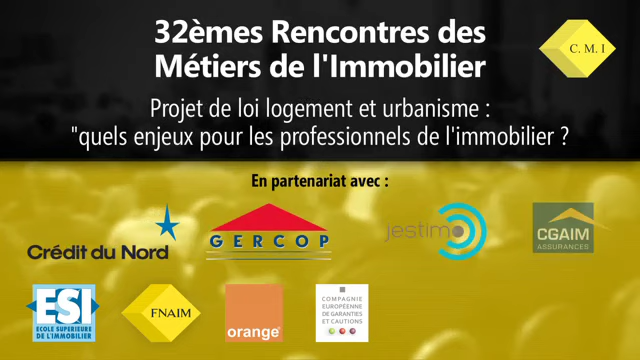 32èmes Rencontres des
Métiers de l'Immobilier
C. M. I
Projet de loi logement et urbanisme :
"quels enjeux pour les professionnels de l'immobilier ?
En partenariat avec :
Crédit du Nord
GERCOP
jestimo
CGAIM
ASSURANCES
ESI
ECOLE SUPERIEURE
DE L'IMMOBILIER
FNAIM
orange
COMPAGNIE
EUROPÉENNE
DE GARANTIES
ET CAUTIONS